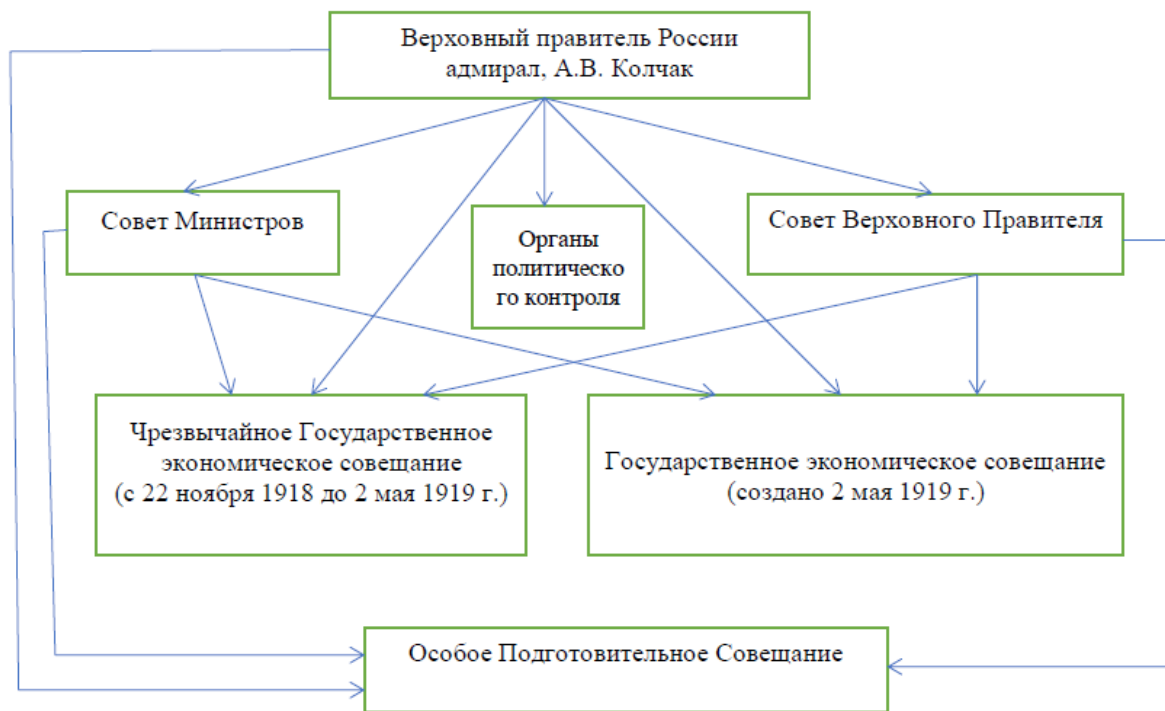 Верховный правитель России
адмирал, А.В. Колчак
Совет Министров
Органы
политическо
го контроля
Совет Верховного Правителя
Чрезвычайное Государственное
экономическое совещание
(с 22 ноября 1918 до 2 мая 1919 г.)
Государственное экономическое совещание
(создано 2 мая 1919 г.)
Особое Подготовительное Совещание